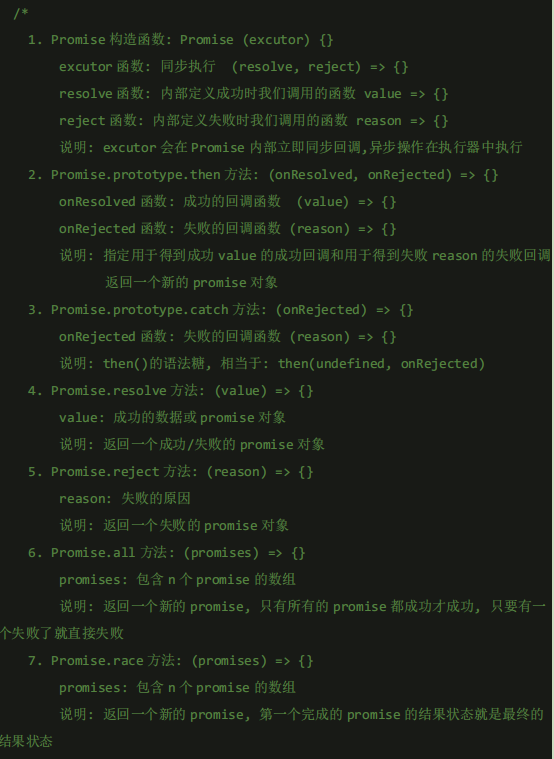 /*
1. Promise 构造函数: Promise (excutor) {}
excutor 函数: 同步执行 (resolve, reject) => {}
resolve 函数: 内部定义成功时我们调用的函数 value => {}
reject 函数: 内部定义失败时我们调用的函数 reason => {}
说明: excutor 会在 Promise 内部立即同步回调,异步操作在执行器中执行
2. Promise.prototype.then 方法: (onResolved, onRejected) => {}
onResolved 函数: 成功的回调函数 (value) => {}
onRejected 函数: 失败的回调函数 (reason) => {}
说明: 指定用于得到成功 value 的成功回调和用于得到失败 reason 的失败回调
返回一个新的 promise 对象
3. Promise.prototype.catch 方法: (onRejected) => {}
onRejected 函数: 失败的回调函数 (reason) => {}
说明: then()的语法糖, 相当于: then(undefined, onRejected)
4. Promise.resolve 方法: (value) => {}
value: 成功的数据或 promise 对象
说明: 返回一个成功/失败的 promise 对象
5. Promise.reject 方法: (reason) => {}
reason: 失败的原因
说明: 返回一个失败的 promise 对象
6. Promise.all 方法: (promises) => {}
promises: 包含 n 个 promise 的数组
说明: 返回一个新的 promise, 只有所有的 promise 都成功才成功, 只要有一
个失败了就直接失败
7. Promise.race 方法: (promises) => {}
promises: 包含 n 个 promise 的数组
说明: 返回一个新的 promise, 第一个完成的 promise 的结果状态就是最终的
结果状态